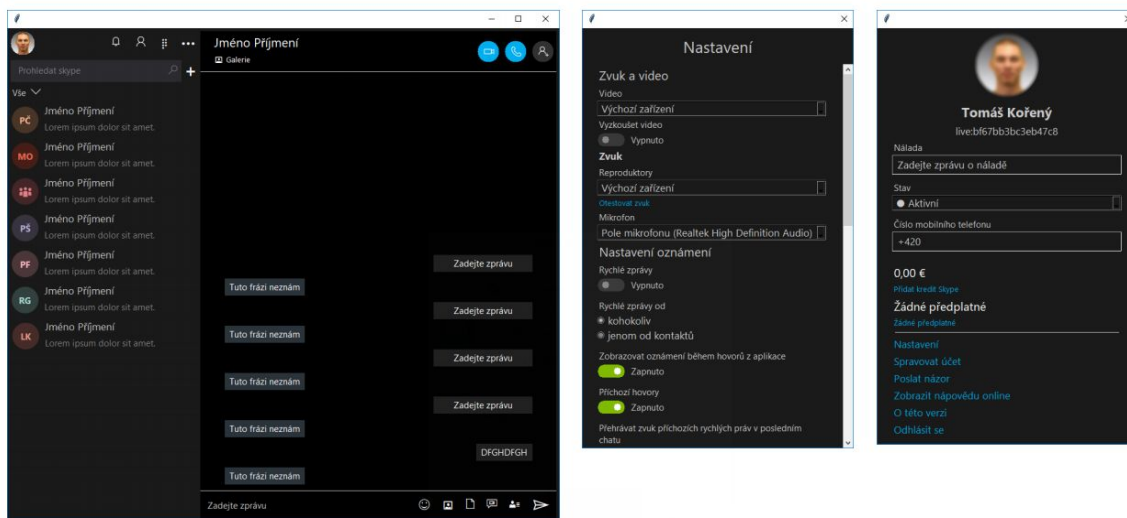 Jméno Příjmení
Galerie
Prohledat skype
+
Vše
PČ
Jméno Příjmení
Lorem ipsum dolor sit amet.
MO
Jméno Příjmení
Lorem ipsum dolor sit amet.
Jméno Příjmení
Lorem ipsum dolor sit amet.
PŠ
Jméno Příjmení
Lorem ipsum dolor sit amet.
PF
Jméno Příjmení
Lorem ipsum dolor sit amet.
RG
Jméno Příjmení
Lorem ipsum dolor sit amet.
LK
Jméno Příjmení
Lorem ipsum dolor sit amet.
Zadejte zprávu
Tuto frázi neznám
Zadejte zprávu
Tuto frázi neznám
Zadejte zprávu
Tuto frázi neznám
Zadejte zprávu
Tuto frázi neznám
DFGHDFGH
Tuto frázi neznám
Zadejte zprávu
Nastavení
Zvuk a video
Video
Výchozí zařízení
Vyzkoušet video
Vypnuto
Zvuk
Reproduktory
Výchozí zařízení
Otestovat zvuk
Mikrofon
Pole mikrofonu (Realtek High Definition Audio)
Nastavení oznámení
Rychlé zprávy
Vypnuto
Rychlé zprávy od
kohokoliv
jenom od kontaktů
Zobrazovat oznámení během hovorů z aplikace
Zapnuto
Příchozí hovory
Zapnuto
Přehrávat zvuk příchozích rychlých práv v posledním
chatu
Tomáš Kořený
live:bf67bb3bc3eb47c8
Nálada
Zadejte zprávu o náladě
Stav
Aktivní
Číslo mobilního telefonu
+420
0,00 €
Přidat kredit Skype
Žádné předplatné
Žádné předplatné
Nastavení
Spravovat účet
Poslat názor
Zobrazit nápovědu online
O této verzi
Odhlásit se